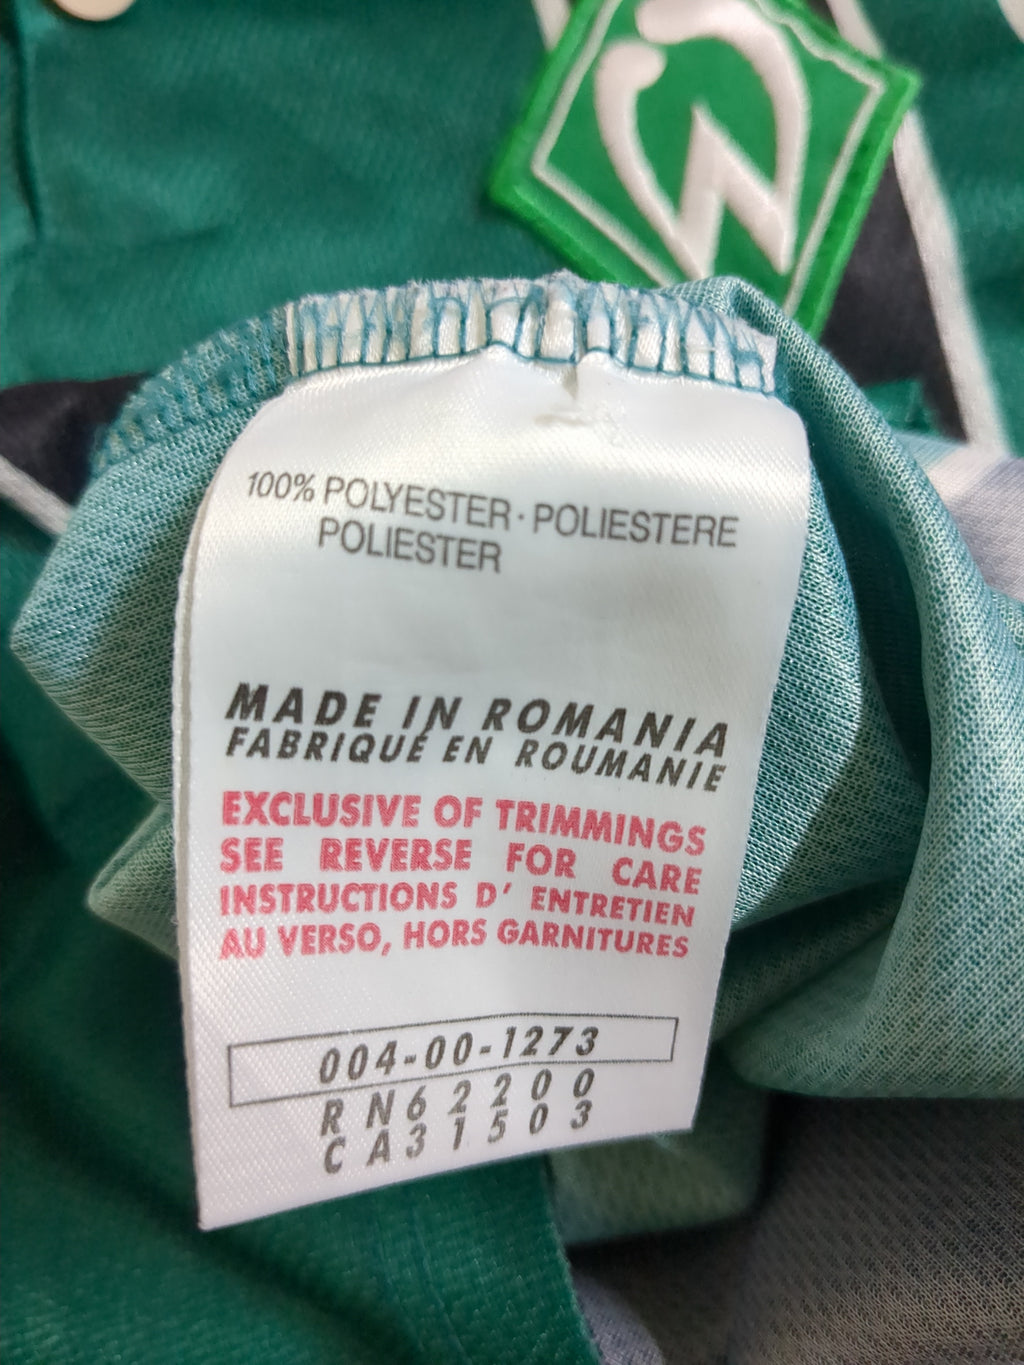 W
100% POLYESTER · POLIESTERE
POLIESTER
MADE IN ROMANIA
FABRIQUÉ EN ROUMANIE
EXCLUSIVE OF TRIMMINGS
SEE REVERSE FOR CARE
INSTRUCTIONS D' ENTRETIEN
AU VERSO, HORS GARNITURES
004-00-1273
RN62200
CA31503